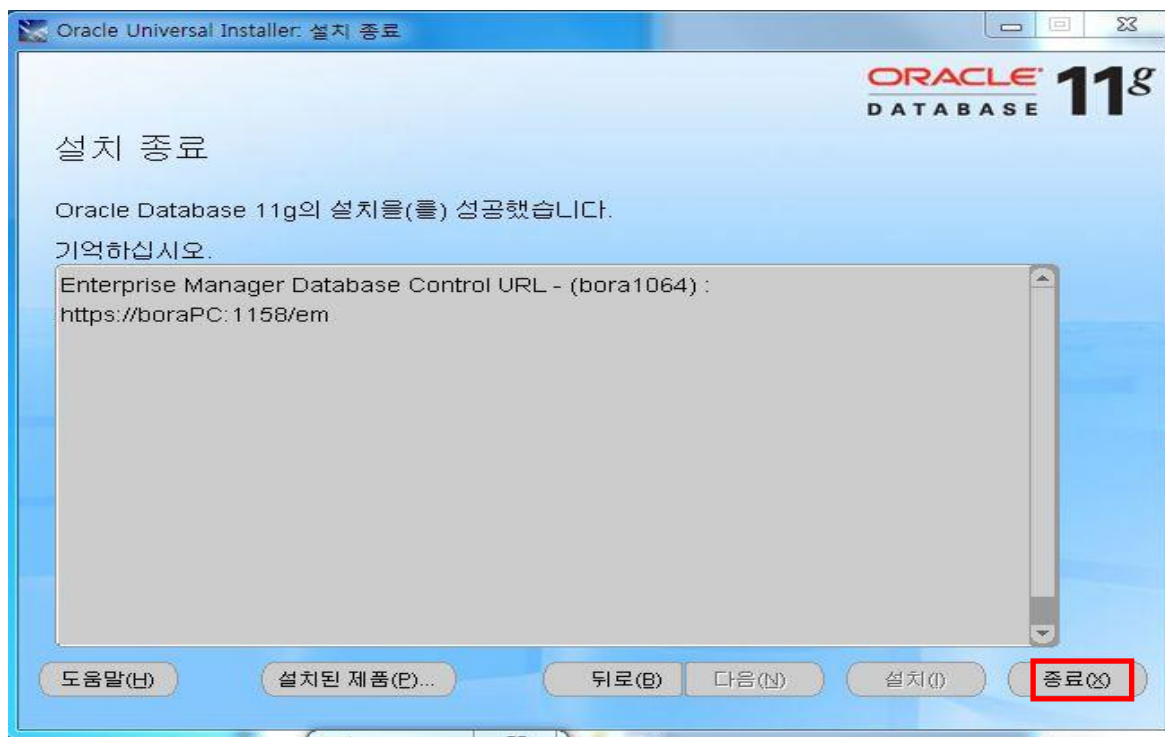 Oracle Universal Installer: 설치 종료
ORACLE 11g
DATABASE
설치 종료
Oracle Database 11g의 설치을(를) 성공했습니다.
기억하십시오.
Enterprise Manager Database Control URL - (bora1064) :
https://boraPC:1158/em
도움말(H) 설치된 제품(P)... 뒤로(B) 다음(N) 설치(I) 종료(X)